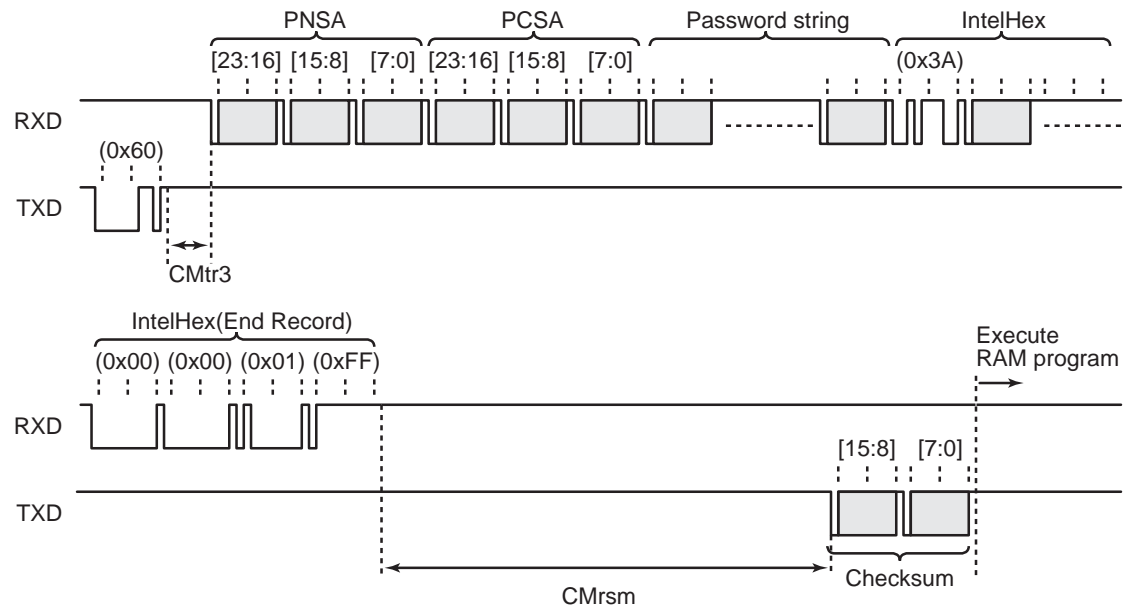 PNSA PCSA Password string IntelHex
[23:16] [15:8] [7:0] [23:16] [15:8] [7:0] (0x3A)
RXD
(0x60)
TXD
CMtr3
IntelHex(End Record)
(0x00) (0x00) (0x01) (0xFF)
Execute
RAM program
RXD
[15:8] [7:0]
TXD
Checksum
CMrsm